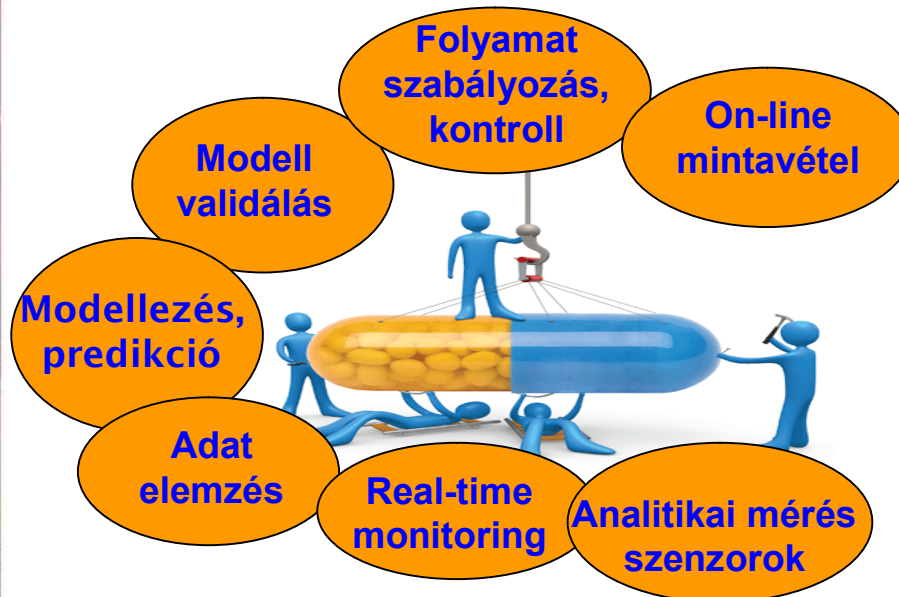 Folyamat
szabályozás,
kontroll
On-line
mintavétel
Modell
validálás
Modellezés,
predikció
Adat
elemzés
Real-time
monitoring
Analitikai mérés
szenzorok